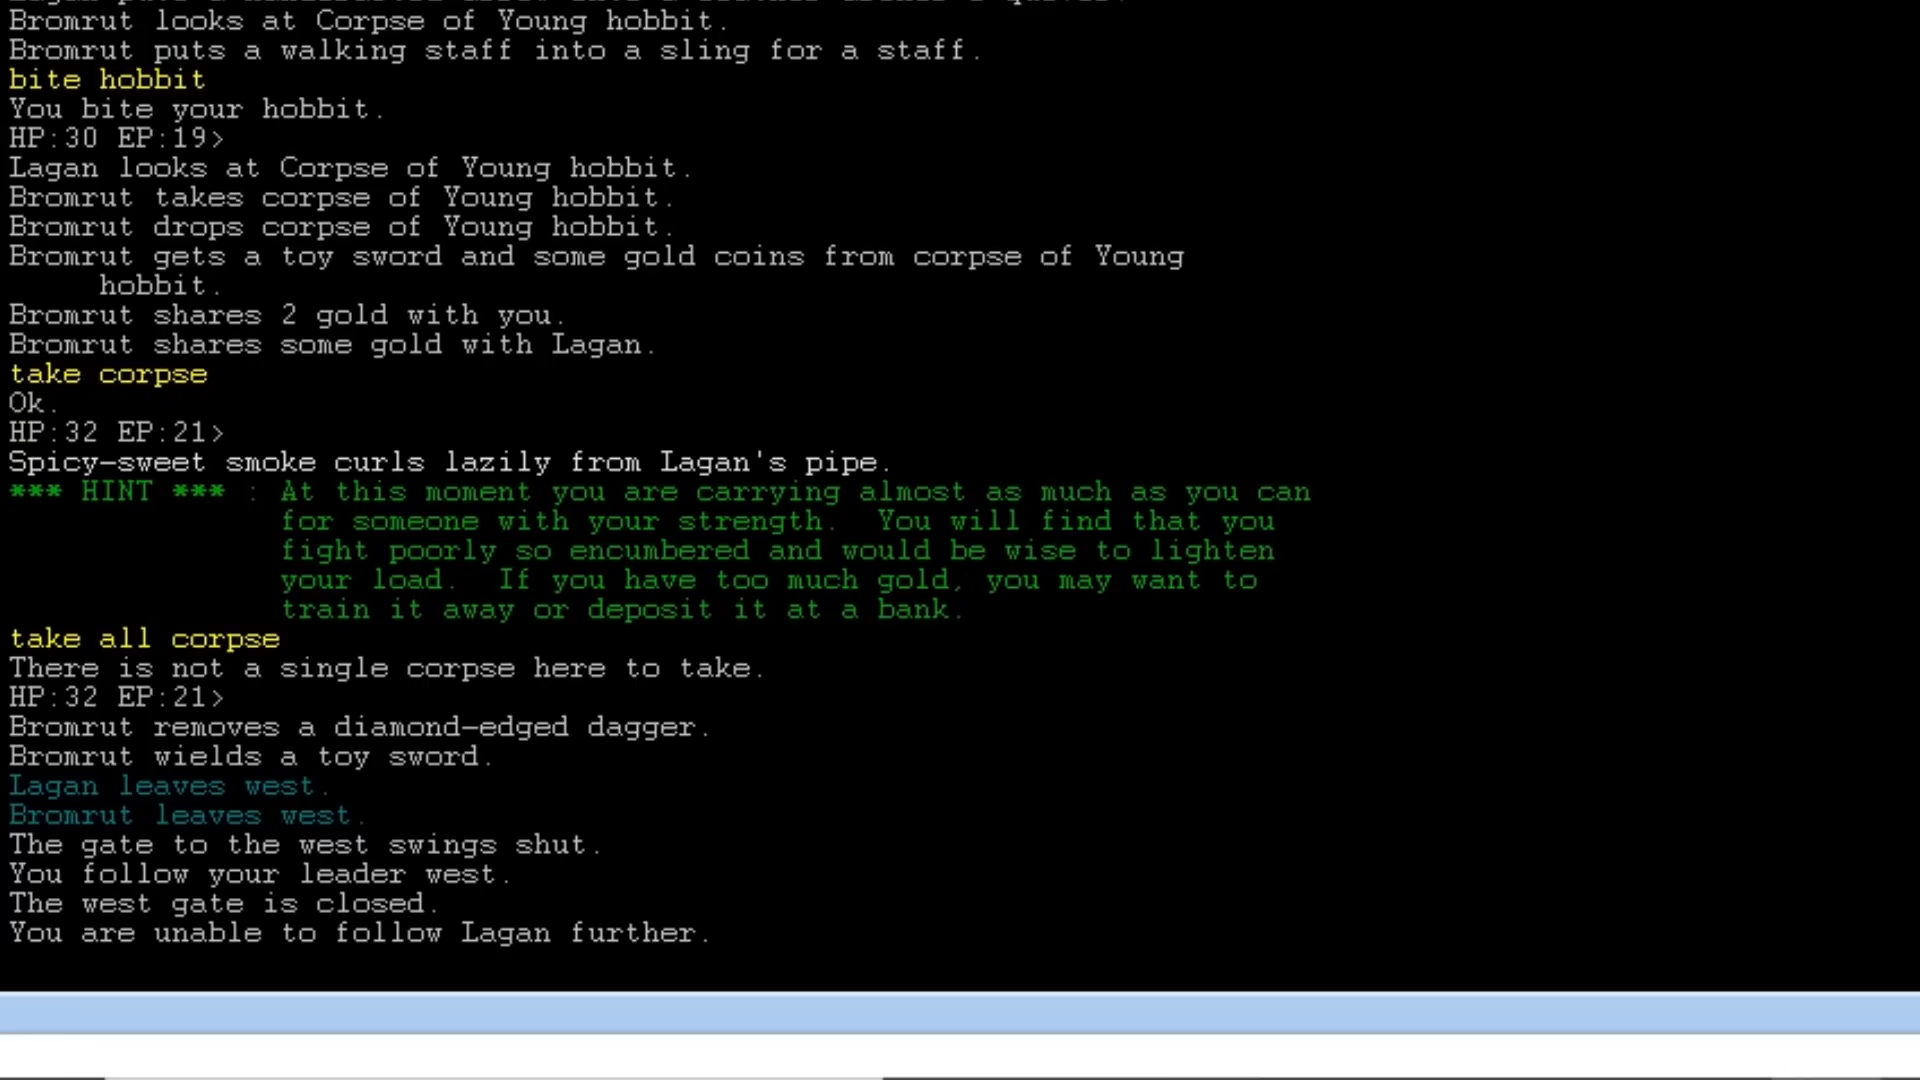 Bromrut looks at Corpse of Young hobbit.
Bromrut puts a walking staff into a sling for a staff.
bite hobbit
You bite your hobbit.
HP:30 EP:19>
Lagan looks at Corpse of Young hobbit.
Bromrut takes corpse of Young hobbit.
Bromrut drops corpse of Young hobbit.
Bromrut gets a toy sword and some gold coins from corpse of Young
hobbit.
Bromrut shares 2 gold with you.
Bromrut shares some gold with Lagan.
take corpse
Ok.
HP:32 EP:21>
Spicy-sweet smoke curls lazily from Lagan's pipe.
*** HINT *** : At this moment you are carrying almost as much as you can
for someone with your strength.  You will find that you
fight poorly so encumbered and would be wise to lighten
your load.  If you have too much gold, you may want to
train it away or deposit it at a bank.
take all corpse
There is not a single corpse here to take.
HP:32 EP:21>
Bromrut removes a diamond-edged dagger.
Bromrut wields a toy sword.
Lagan leaves west.
Bromrut leaves west.
The gate to the west swings shut.
You follow your leader west.
The west gate is closed.
You are unable to follow Lagan further.